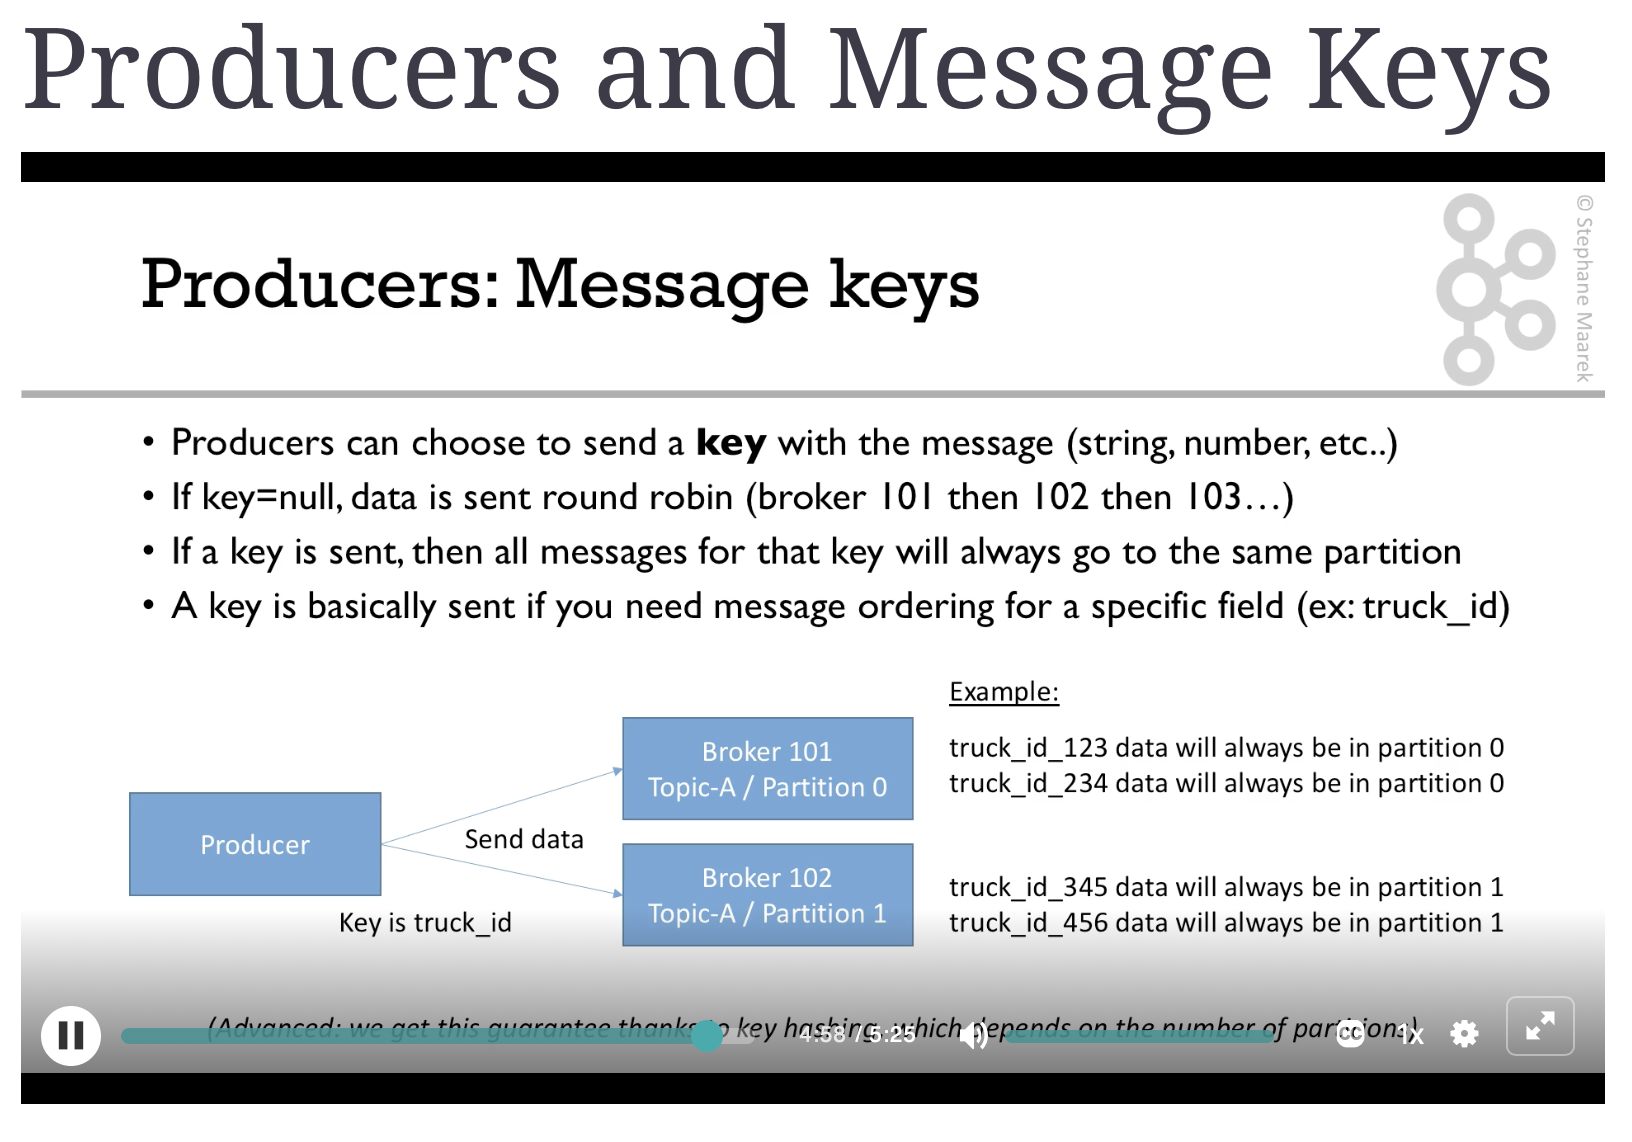 Producers and Message Keys
© Stephane Maarek
Producers: Message keys
• Producers can choose to send a key with the message (string, number, etc..)
• If key=null, data is sent round robin (broker 101 then 102 then 103…)
• If a key is sent, then all messages for that key will always go to the same partition
• A key is basically sent if you need message ordering for a specific field (ex: truck_id)
Example:
Broker 101
Topic-A / Partition 0
truck_id_123 data will always be in partition 0
truck_id_234 data will always be in partition 0
Producer
Send data
Key is truck_id
Broker 102
Topic-A / Partition 1
truck_id_345 data will always be in partition 1
truck_id_456 data will always be in partition 1
(Advanced: we get this guarantee thanks to key hashing, which depends on the number of partitions)
4:58 / 5:25
CC
1x